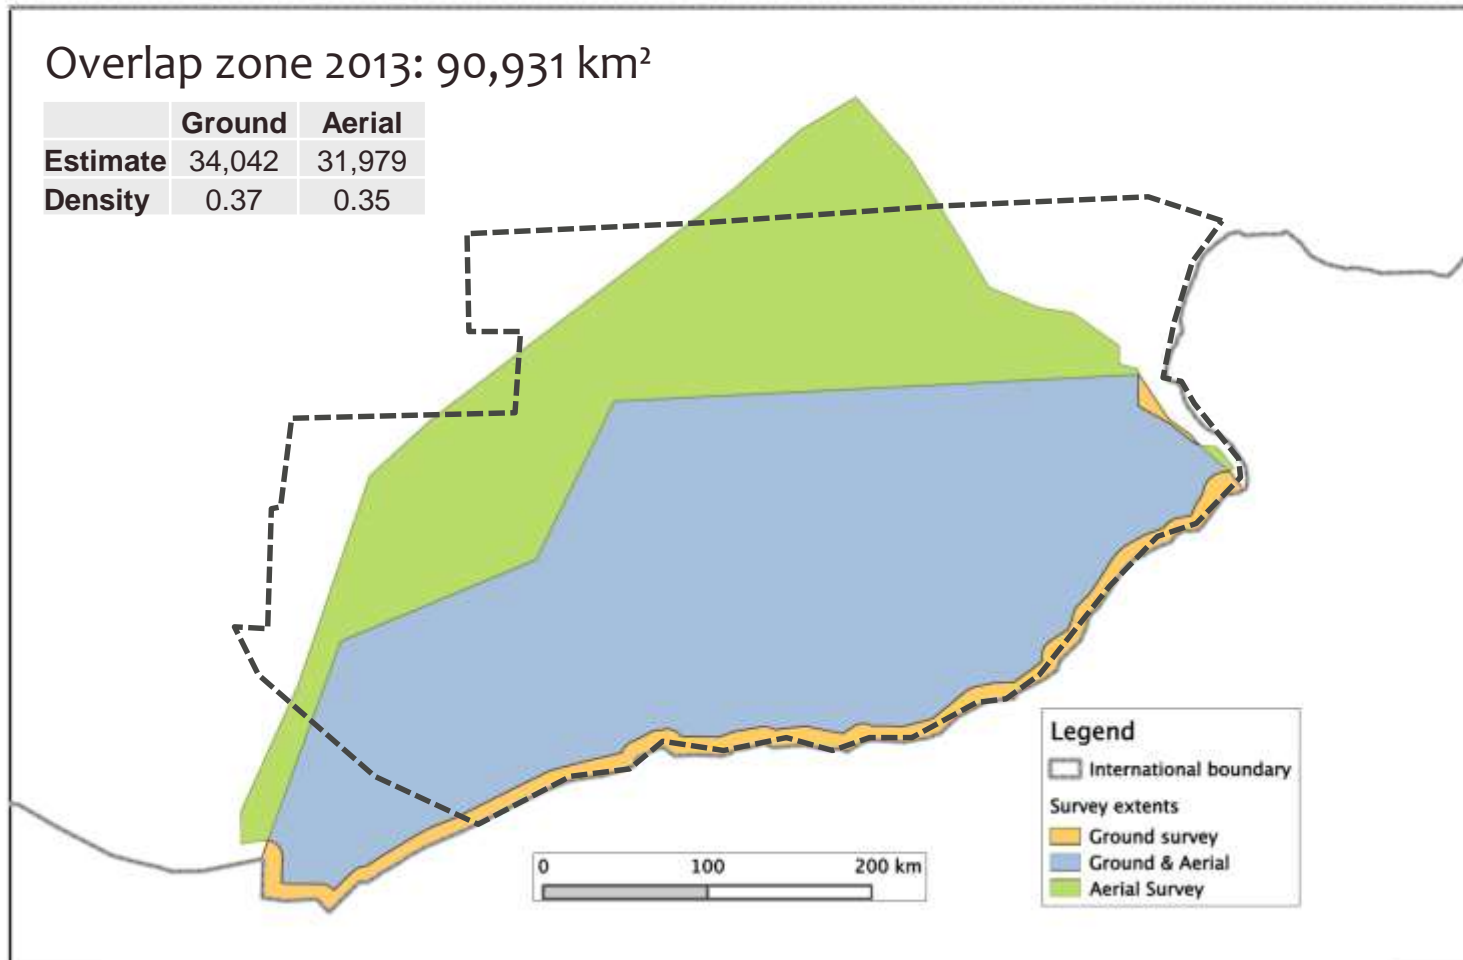 Overlap zone 2013: 90,931 km²
Ground Aerial
Estimate 34,042 31,979
Density 0.37 0.35
Legend
International boundary
Survey extents
Ground survey
Ground & Aerial
Aerial Survey
0 100 200 km